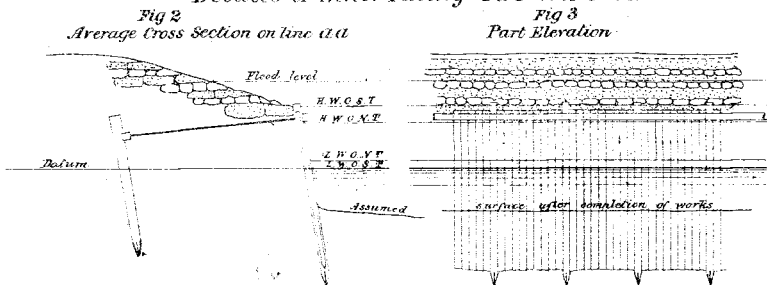 Fig 2
Average Cross Section on line a a
Flood level
H. W. O. S. T
H. W. O. N. T
Datum
L. W. O. N. T
L. W. O. S. T
Assumed
Fig 3
Part Elevation
surface after completion of works